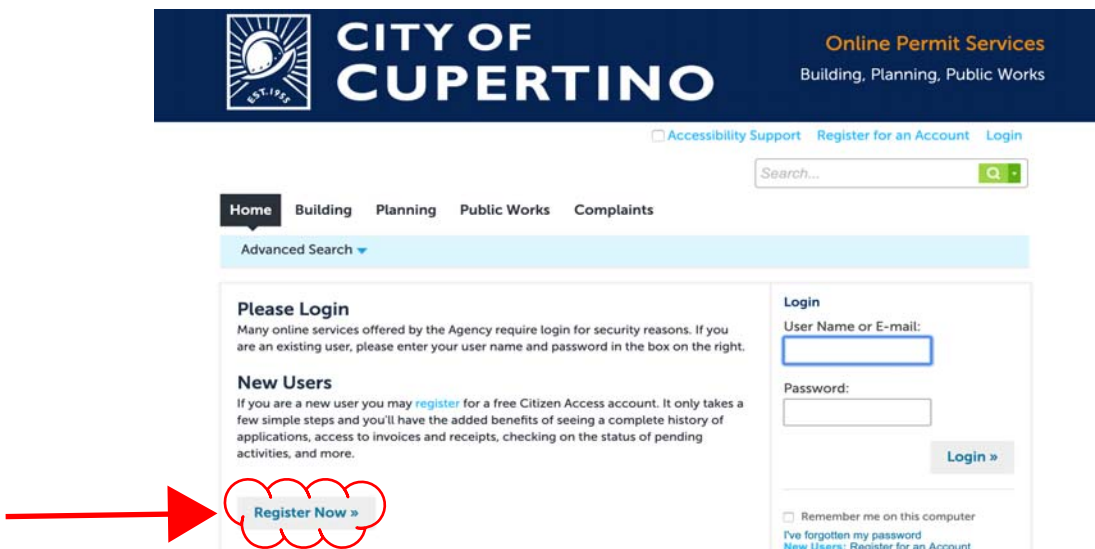 CITY OF
CUPERTINO
EST. 1955
Online Permit Services
Building, Planning, Public Works
Accessibility Support Register for an Account Login
Search...
Home Building Planning Public Works Complaints
Advanced Search
Please Login
Many online services offered by the Agency require login for security reasons. If you
are an existing user, please enter your user name and password in the box on the right.
New Users
If you are a new user you may register for a free Citizen Access account. It only takes a
few simple steps and you'll have the added benefits of seeing a complete history of
applications, access to invoices and receipts, checking on the status of pending
activities, and more.
Register Now »
Login
User Name or E-mail:
Password:
Login »
Remember me on this computer
I've forgotten my password
New Users: Register for an Account